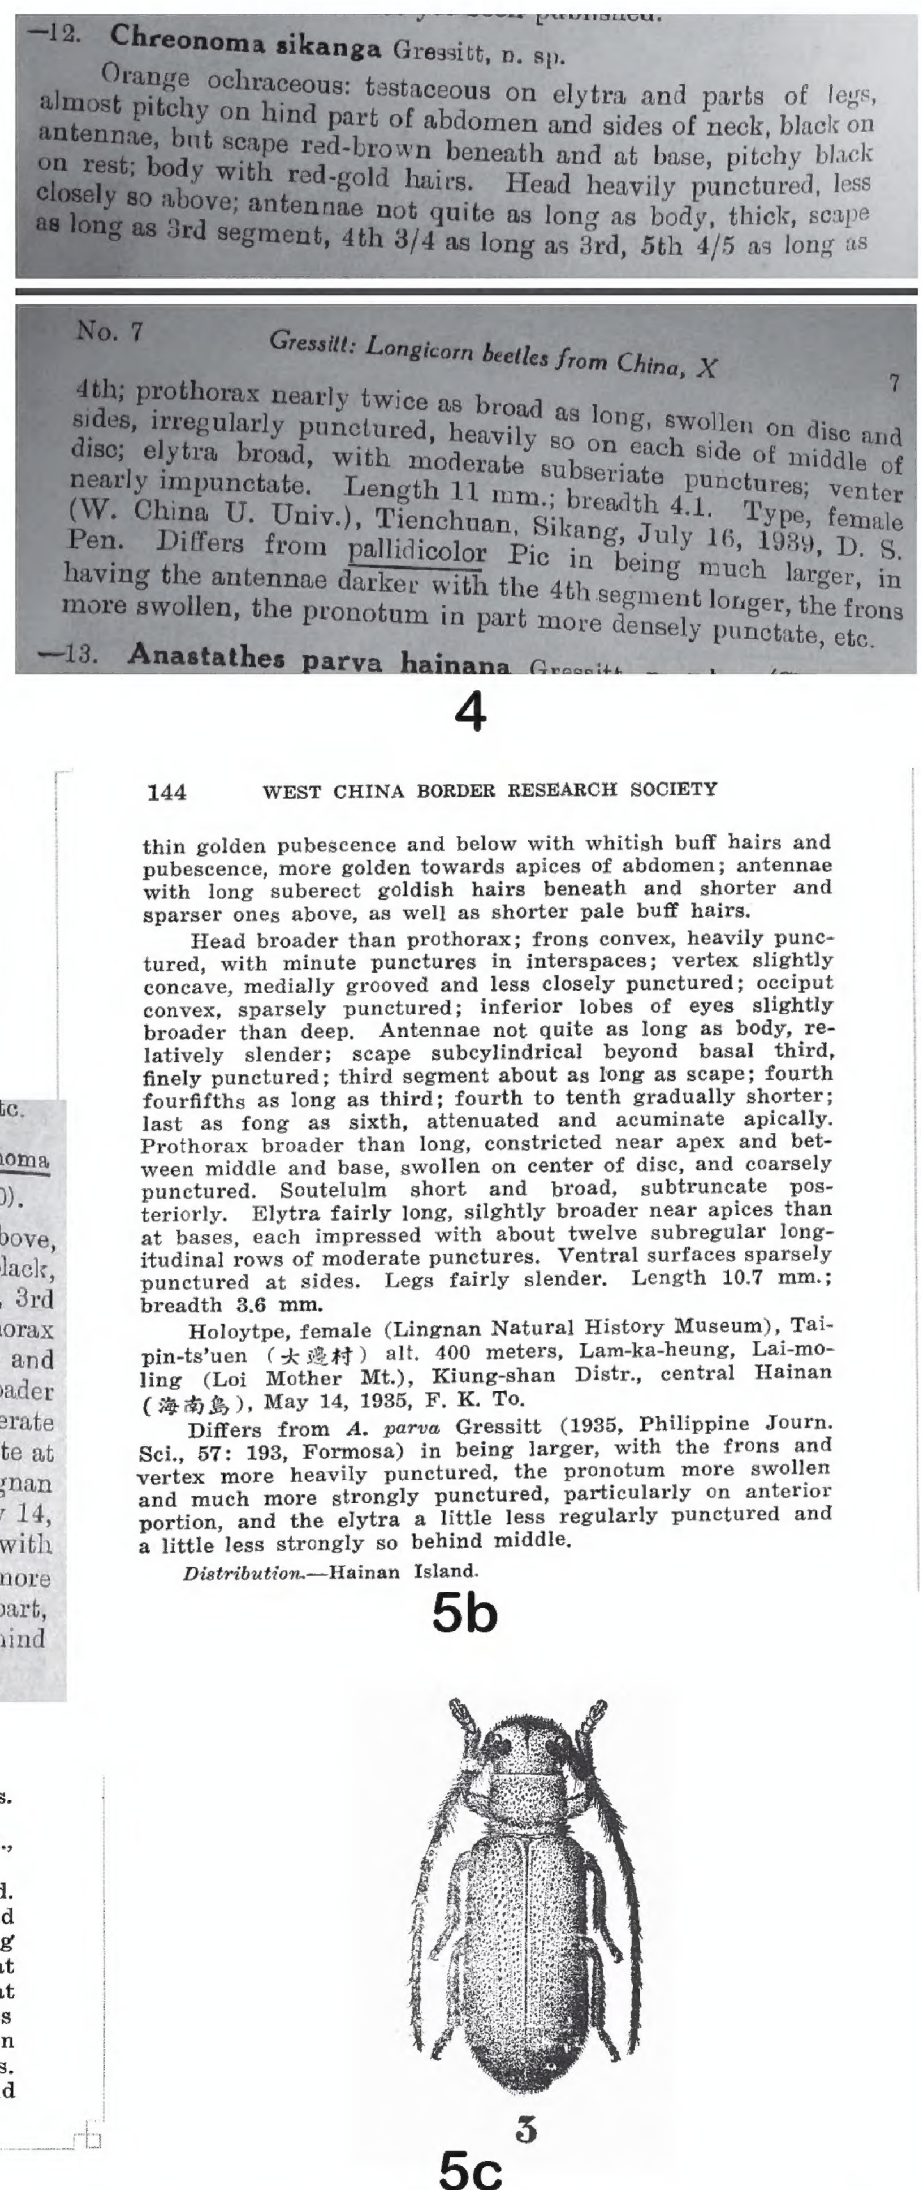 published.
—12. Chreonoma sikanga Gressitt, n. sp.
Orange ochraceous: testaceous on elytra and parts of legs,
almost pitchy on hind part of abdomen and sides of neck, black on
antennae, but scape red-brown beneath and at base, pitchy black
on rest; body with red-gold hairs. Head heavily punctured, less
closely so above; antennae not quite as long as body, thick, scape
as long as 3rd segment, 4th 3/4 as long as 3rd, 5th 4/5 as long as
No. 7 Gressitt: Longicorn beetles from China, X 7
4th; prothorax nearly twice as broad as long, swollen on disc and
sides, irregularly punctured, heavily so on each side of middle of
disc; elytra broad, with moderate subseriate punctures; venter
nearly impunctate. Length 11 mm.; breadth 4.1. Type, female
(W. China U. Univ.), Tienchuan, Sikang, July 16, 1939, D. S.
Pen. Differs from pallidicolor Pic in being much larger, in
having the antennae darker with the 4th segment longer, the frons
more swollen, the pronotum in part more densely punctate, etc.
—13. Anastathes parva hainana Gressitt
4
144 WEST CHINA BORDER RESEARCH SOCIETY
thin golden pubescence and below with whitish buff hairs and
pubescence, more golden towards apices of abdomen; antennae
with long suberect goldish hairs beneath and shorter and
sparser ones above, as well as shorter pale buff hairs.
Head broader than prothorax; frons convex, heavily punc-
tured, with minute punctures in interspaces; vertex slightly
concave, medially grooved and less closely punctured; occiput
convex, sparsely punctured; inferior lobes of eyes slightly
broader than deep. Antennae not quite as long as body, re-
latively slender; scape subcylindrical beyond basal third,
finely punctured; third segment about as long as scape; fourth
fourfifths as long as third; fourth to tenth gradually shorter;
last as fong as sixth, attenuated and acuminate apically.
Prothorax broader than long, constricted near apex and bet-
ween middle and base, swollen on center of disc, and coarsely
punctured. Soutelulm short and broad, subtruncate pos-
teriorly. Elytra fairly long, silghtly broader near apices than
at bases, each impressed with about twelve subregular long-
itudinal rows of moderate punctures. Ventral surfaces sparsely
punctured at sides. Legs fairly slender. Length 10.7 mm.;
breadth 3.6 mm.
Holoytpe, female (Lingnan Natural History Museum), Tai-
pin-ts'uen (大邊村) alt. 400 meters, Lam-ka-heung, Lai-mo-
ling (Loi Mother Mt.), Kiung-shan Distr., central Hainan
(海南島), May 14, 1935, F. K. To.
Differs from A. parva Gressitt (1935, Philippine Journ.
Sci., 57: 193, Formosa) in being larger, with the frons and
vertex more heavily punctured, the pronotum more swollen
and much more strongly punctured, particularly on anterior
portion, and the elytra a little less regularly punctured and
a little less strongly so behind middle.
Distribution.—Hainan Island.
5b
tc.
noma
0).
bove,
lack,
, 3rd
horax
and
oader
erate
te at
gnan
y 14,
with
more
part,
hind
s.
.,
d.
d
g
at
at
s
n
s.
d
3
5c